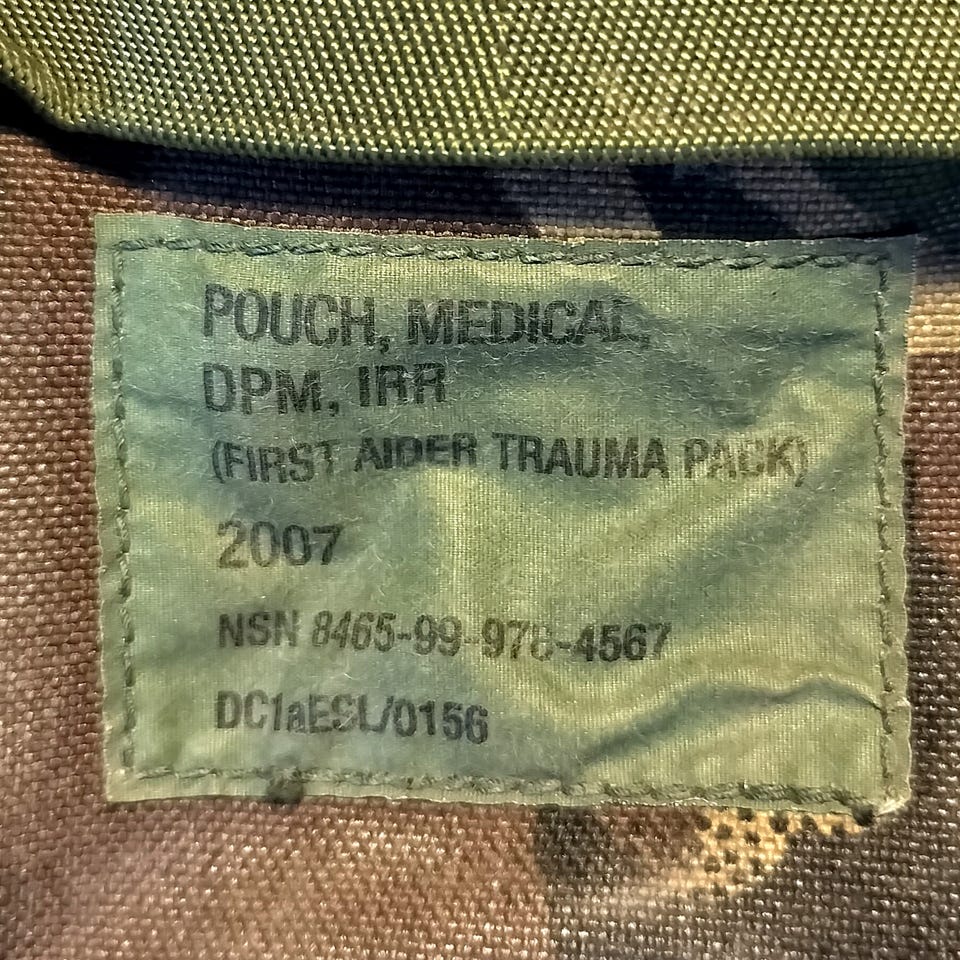 POUCH, MEDICAL,
DPM, IRR
(FIRST AIDER TRAUMA PACK)
2007
NSN 8465-99-978-4567
DC1aESL/0156